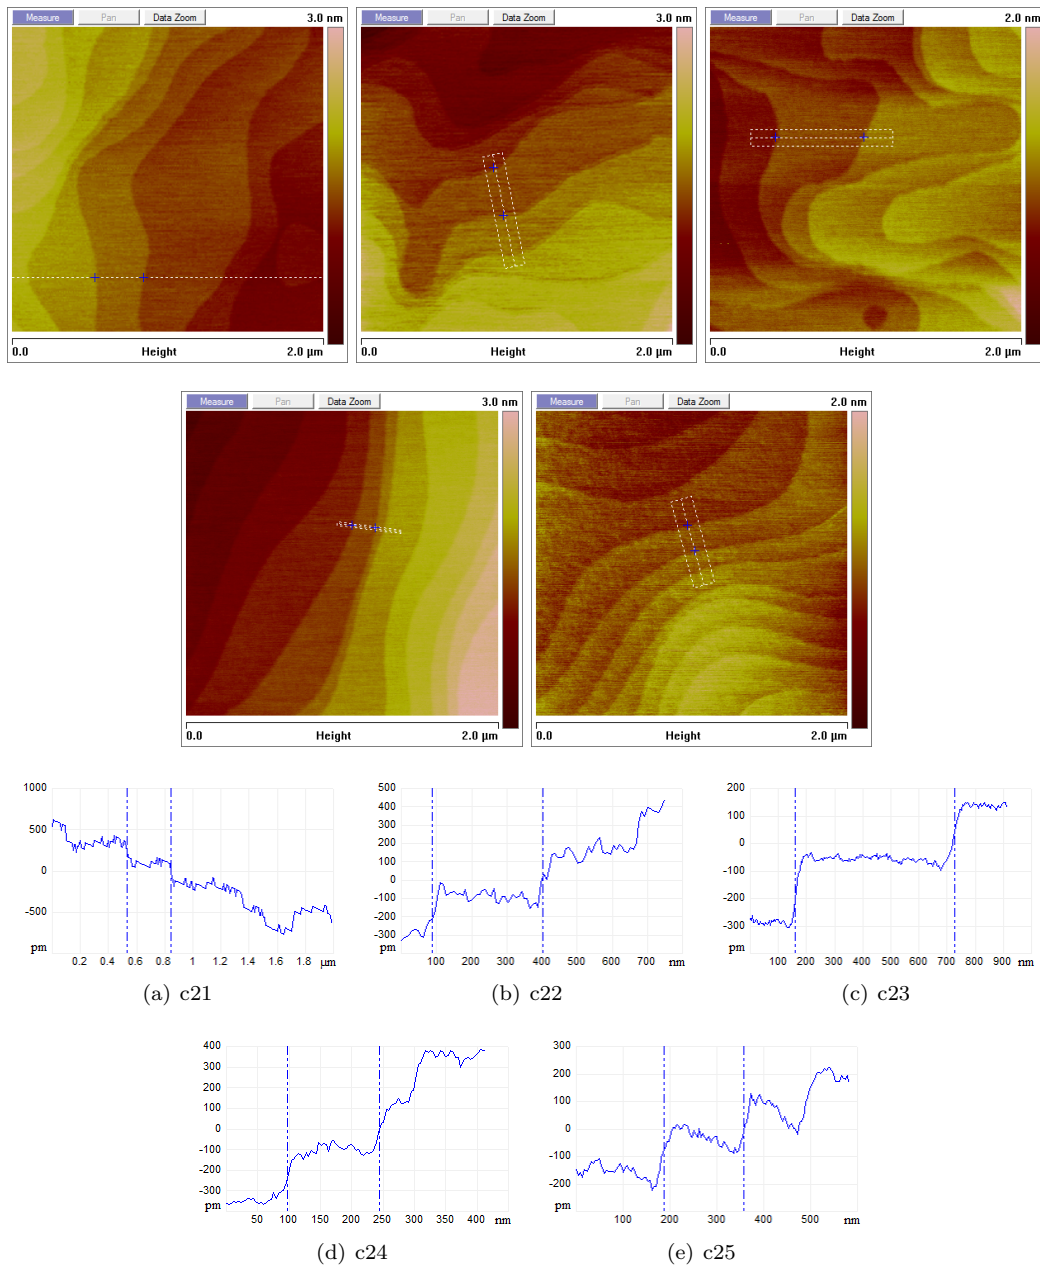 Measure Pan Data Zoom 3.0 nm
Measure Pan Data Zoom 3.0 nm
Measure Pan Data Zoom 2.0 nm
0.0 Height 2.0 µm
0.0 Height 2.0 µm
0.0 Height 2.0 µm
Measure Pan Data Zoom 3.0 nm
Measure Pan Data Zoom 2.0 nm
0.0 Height 2.0 µm
0.0 Height 2.0 µm
1000
500
0
-500
pm
0.2 0.4 0.6 0.8 1 1.2 1.4 1.6 1.8 µm
(a) c21
500
400
300
200
100
0
-100
-200
-300
pm
100 200 300 400 500 600 700 nm
(b) c22
200
100
0
-100
-200
-300
pm
100 200 300 400 500 600 700 800 900 nm
(c) c23
400
300
200
100
0
-100
-200
-300
pm
50 100 150 200 250 300 350 400 nm
(d) c24
300
200
100
0
-100
-200
pm
100 200 300 400 500 nm
(e) c25